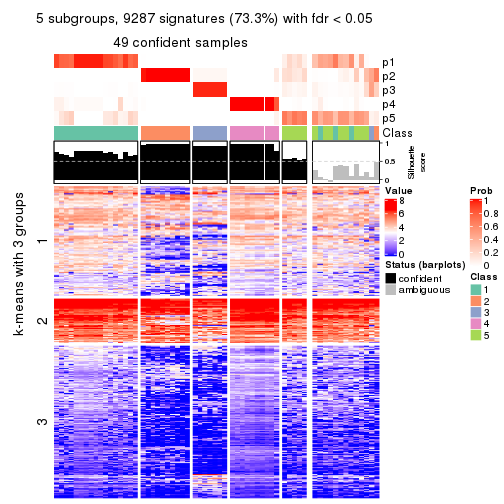 5 subgroups, 9287 signatures (73.3%) with fdr < 0.05
49 confident samples
p1
p2
p3
p4
p5
Class
1
0.5
0
Silhouette
score
k-means with 3 groups
1
2
3
Value
8
6
4
2
0
Status (barplots)
confident
ambiguous
Prob
1
0.8
0.6
0.4
0.2
0
Class
1
2
3
4
5